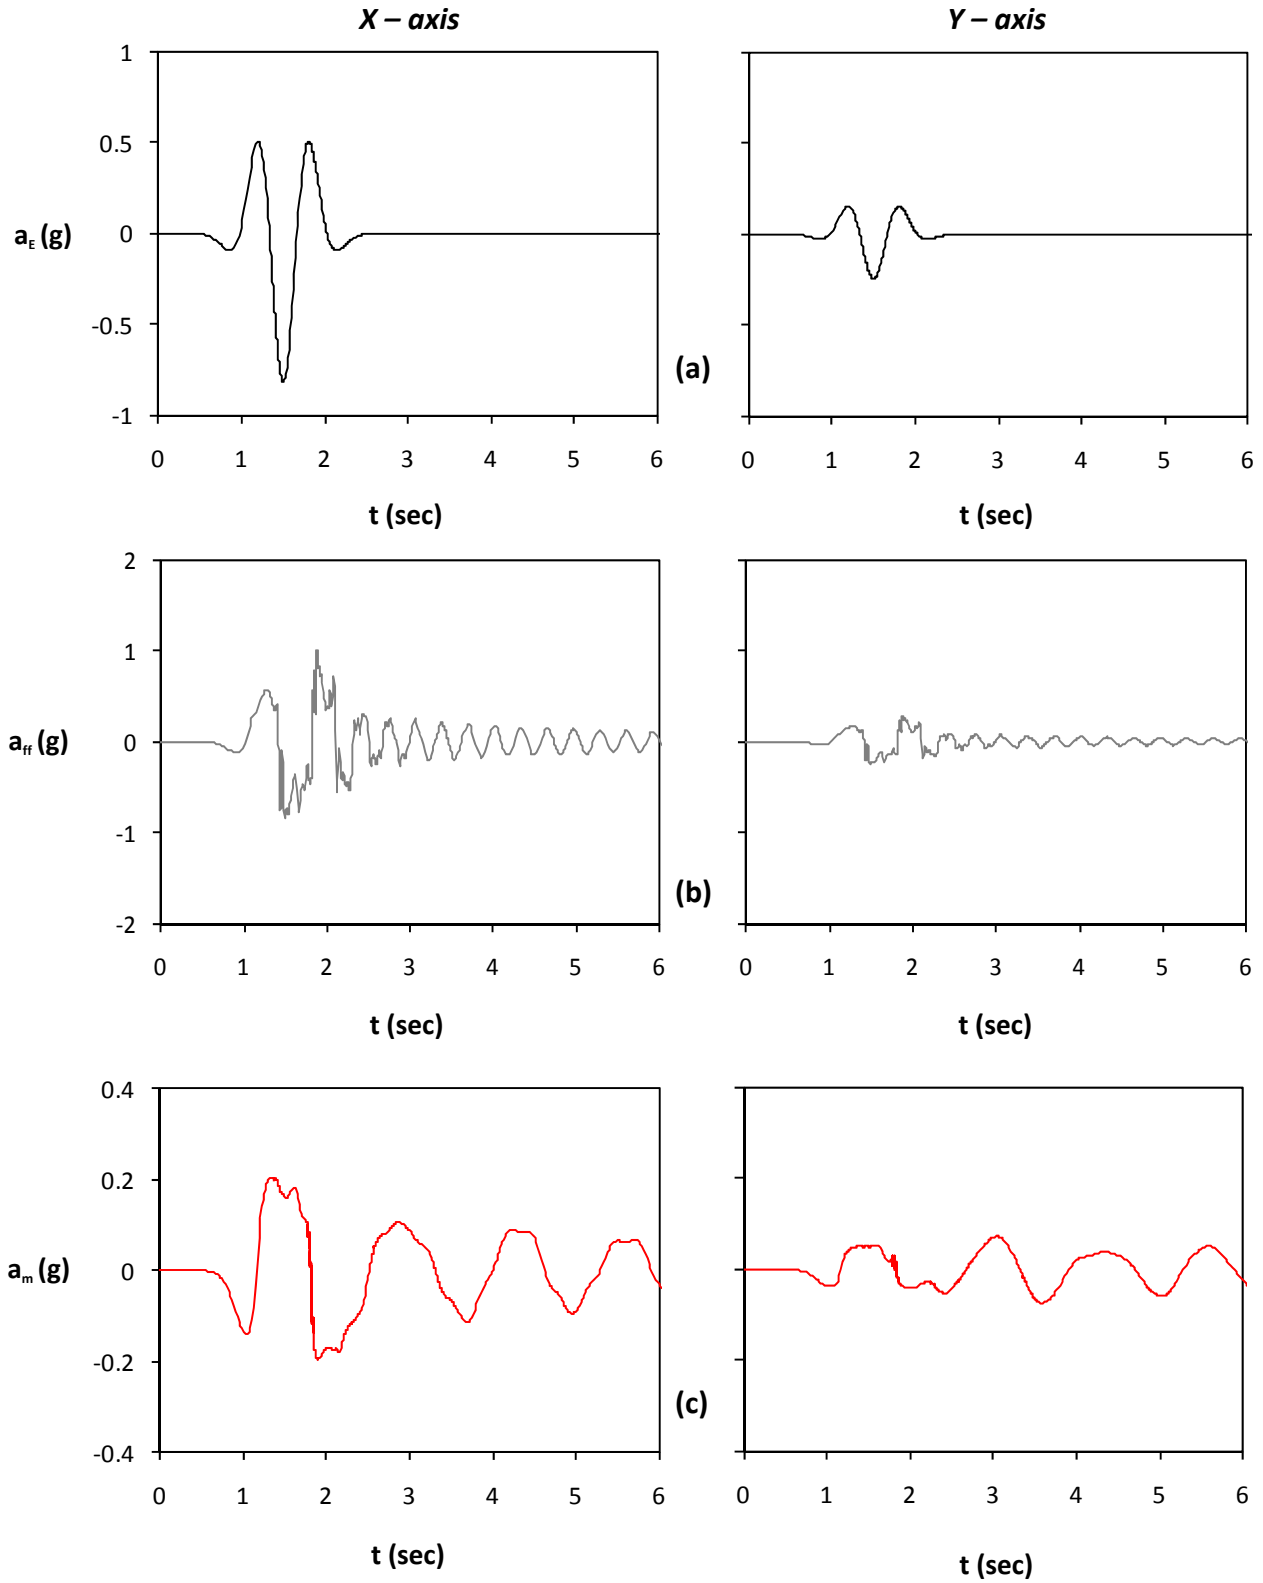 X – axis Y – axis
1
0.5
a_E (g) 0
-0.5
(a)
-1
0 1 2 3 4 5 6 0 1 2 3 4 5 6
t (sec) t (sec)
2
1
a_ff (g) 0
-1
(b)
-2
0 1 2 3 4 5 6 0 1 2 3 4 5 6
t (sec) t (sec)
0.4
0.2
a_m (g) 0
-0.2
(c)
-0.4
0 1 2 3 4 5 6 0 1 2 3 4 5 6
t (sec) t (sec)